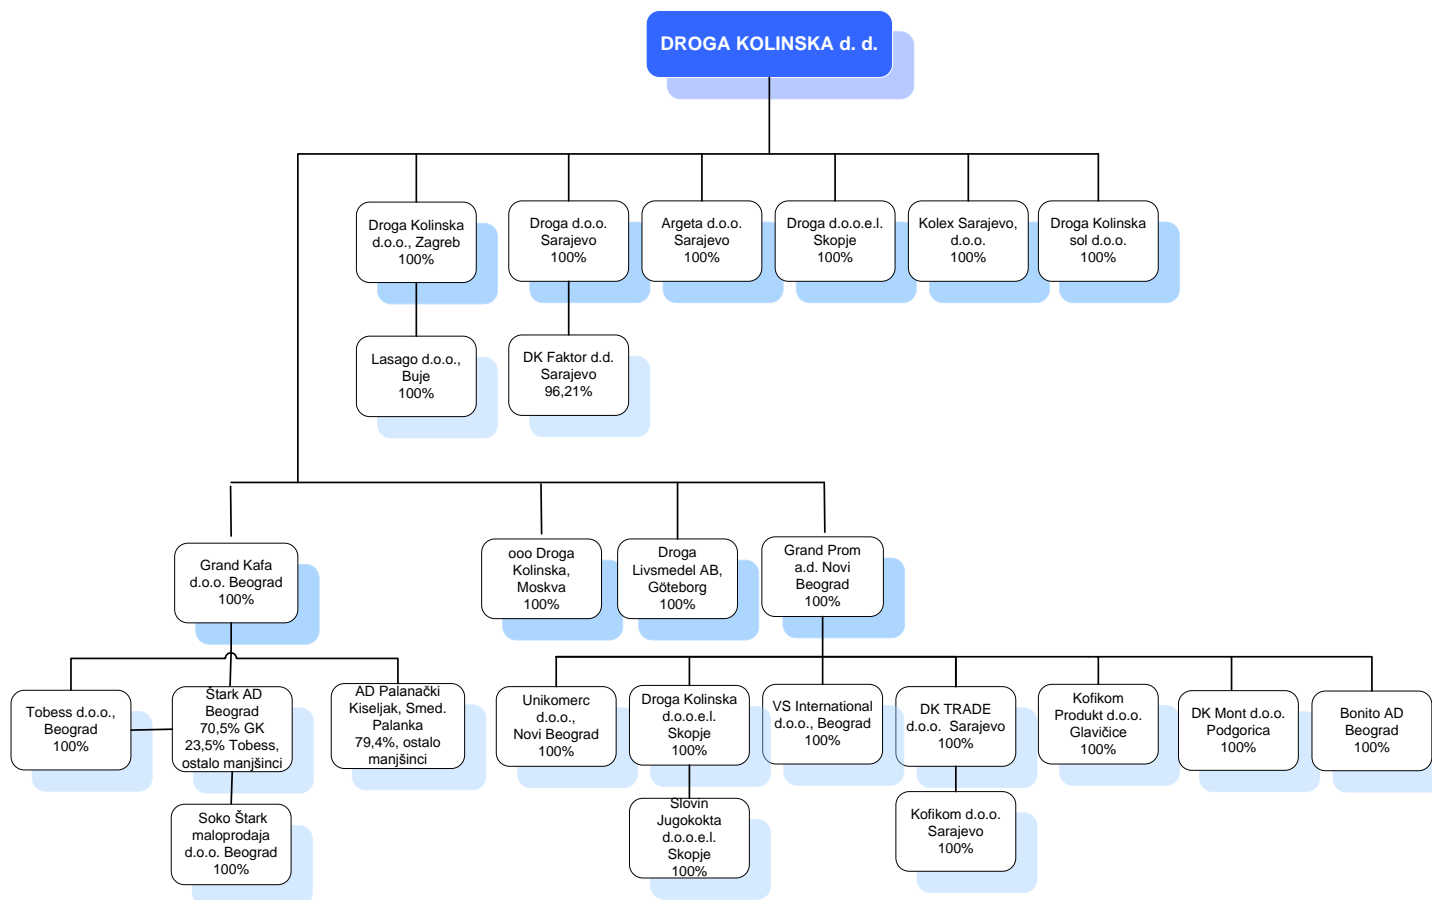 DROGA KOLINSKA d. d.
Droga Kolinska
d.o.o., Zagreb
100%
Droga d.o.o.
Sarajevo
100%
Argeta d.o.o.
Sarajevo
100%
Droga d.o.o.e.l.
Skopje
100%
Kolex Sarajevo,
d.o.o.
100%
Droga Kolinska
sol d.o.o.
100%
Lasago d.o.o.,
Buje
100%
DK Faktor d.d.
Sarajevo
96,21%
Grand Kafa
d.o.o. Beograd
100%
ooo Droga
Kolinska,
Moskva
100%
Droga
Livsmedel AB,
Göteborg
100%
Grand Prom
a.d. Novi
Beograd
100%
Tobess d.o.o.,
Beograd
100%
Štark AD
Beograd
70,5% GK
23,5% Tobess,
ostalo manjšinci
AD Palanački
Kiseljak, Smed.
Palanka
79,4%, ostalo
manjšinci
Unikomerc
d.o.o.,
Novi Beograd
100%
Droga Kolinska
d.o.o.e.l.
Skopje
100%
VS International
d.o.o., Beograd
100%
DK TRADE
d.o.o. Sarajevo
100%
Kofikom
Produkt d.o.o.
Glavičice
100%
DK Mont d.o.o.
Podgorica
100%
Bonito AD
Beograd
100%
Soko Štark
maloprodaja
d.o.o. Beograd
100%
Slovin
Jugokokta
d.o.o.e.l.
Skopje
100%
Kofikom d.o.o.
Sarajevo
100%